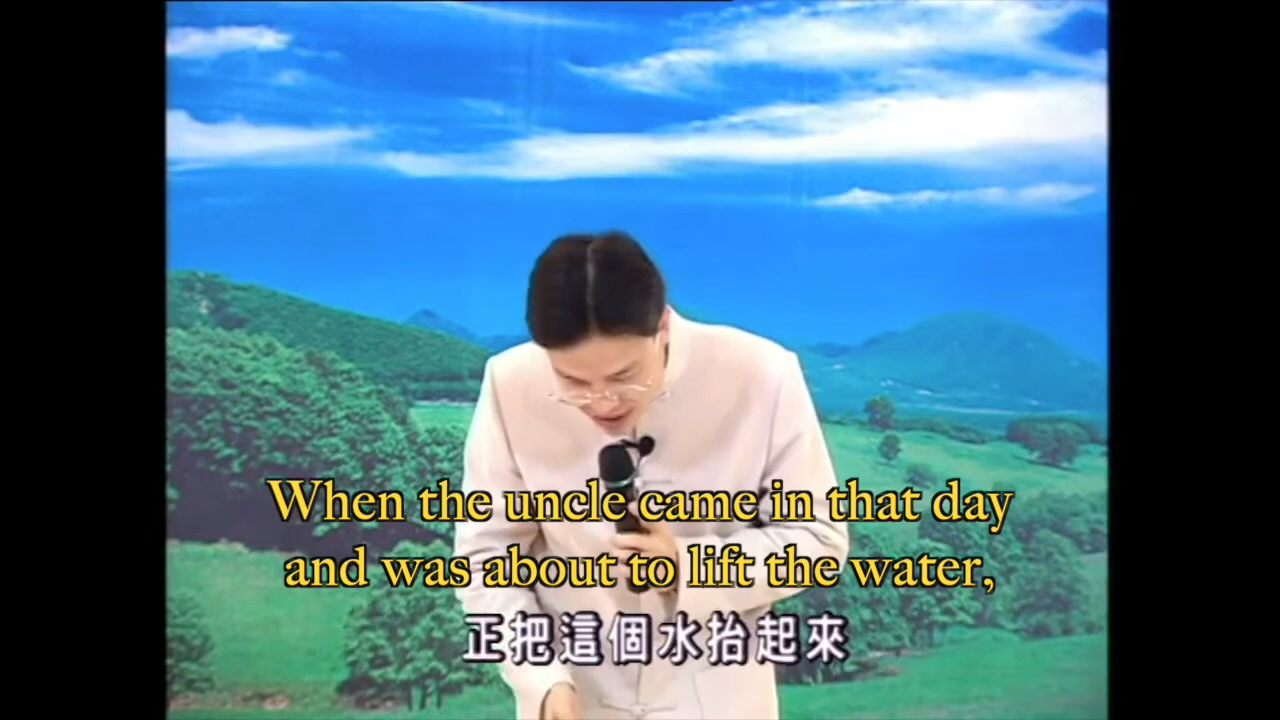 When the uncle came in that day
and was about to lift the water,
正把這個水抬起來